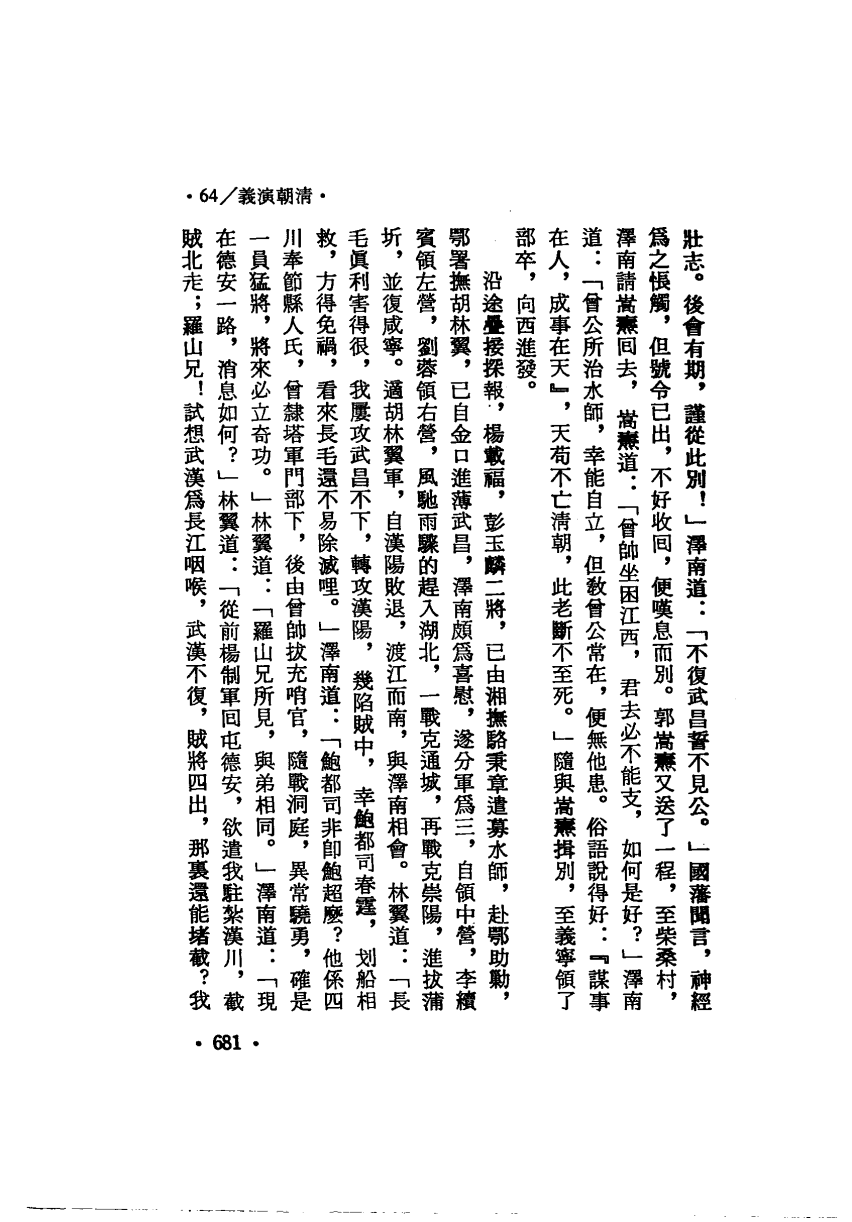 ·64／義演朝清·
壯志。後會有期，謹從此別！」澤南道：「不復武昌誓不見公。」國藩聞言，神經
爲之悵觸，但號令已出，不好收回，便嘆息而別。郭嵩燾又送了一程，至柴桑村，
澤南請嵩燾回去，嵩燾道：「曾帥坐困江西，君去必不能支，如何是好？」澤南
道：「曾公所治水師，幸能自立，但敎曾公常在，便無他患。俗語說得好：『謀事
在人，成事在天』，天苟不亡淸朝，此老斷不至死。」隨與嵩燾揖別，至義寧領了
部卒，向西進發。
沿途疊接探報，楊載福，彭玉麟二將，已由湘撫駱秉章遣募水師，赴鄂助勦，
鄂署撫胡林翼，已自金口進薄武昌，澤南頗爲喜慰，遂分軍爲三，自領中營，李續
賓領左營，劉蓉領右營，風馳雨驟的趕入湖北，一戰克通城，再戰克崇陽，進拔蒲
圻，並復咸寧。適胡林翼軍，自漢陽敗退，渡江而南，與澤南相會。林翼道：「長
毛眞利害得很，我屢攻武昌不下，轉攻漢陽，幾陷賊中，幸鮑都司春霆，划船相
救，方得免禍，看來長毛還不易除滅哩。」澤南道：「鮑都司非卽鮑超麽？他係四
川奉節縣人氏，曾隸塔軍門部下，後由曾帥拔充哨官，隨戰洞庭，異常驍勇，確是
一員猛將，將來必立奇功。」林翼道：「羅山兄所見，與弟相同。」澤南道：「現
在德安一路，消息如何？」林翼道：「從前楊制軍回屯德安，欲遣我駐紮漢川，截
賊北走；羅山兄！試想武漢爲長江咽喉，武漢不復，賊將四出，那裏還能堵截？我
·681·